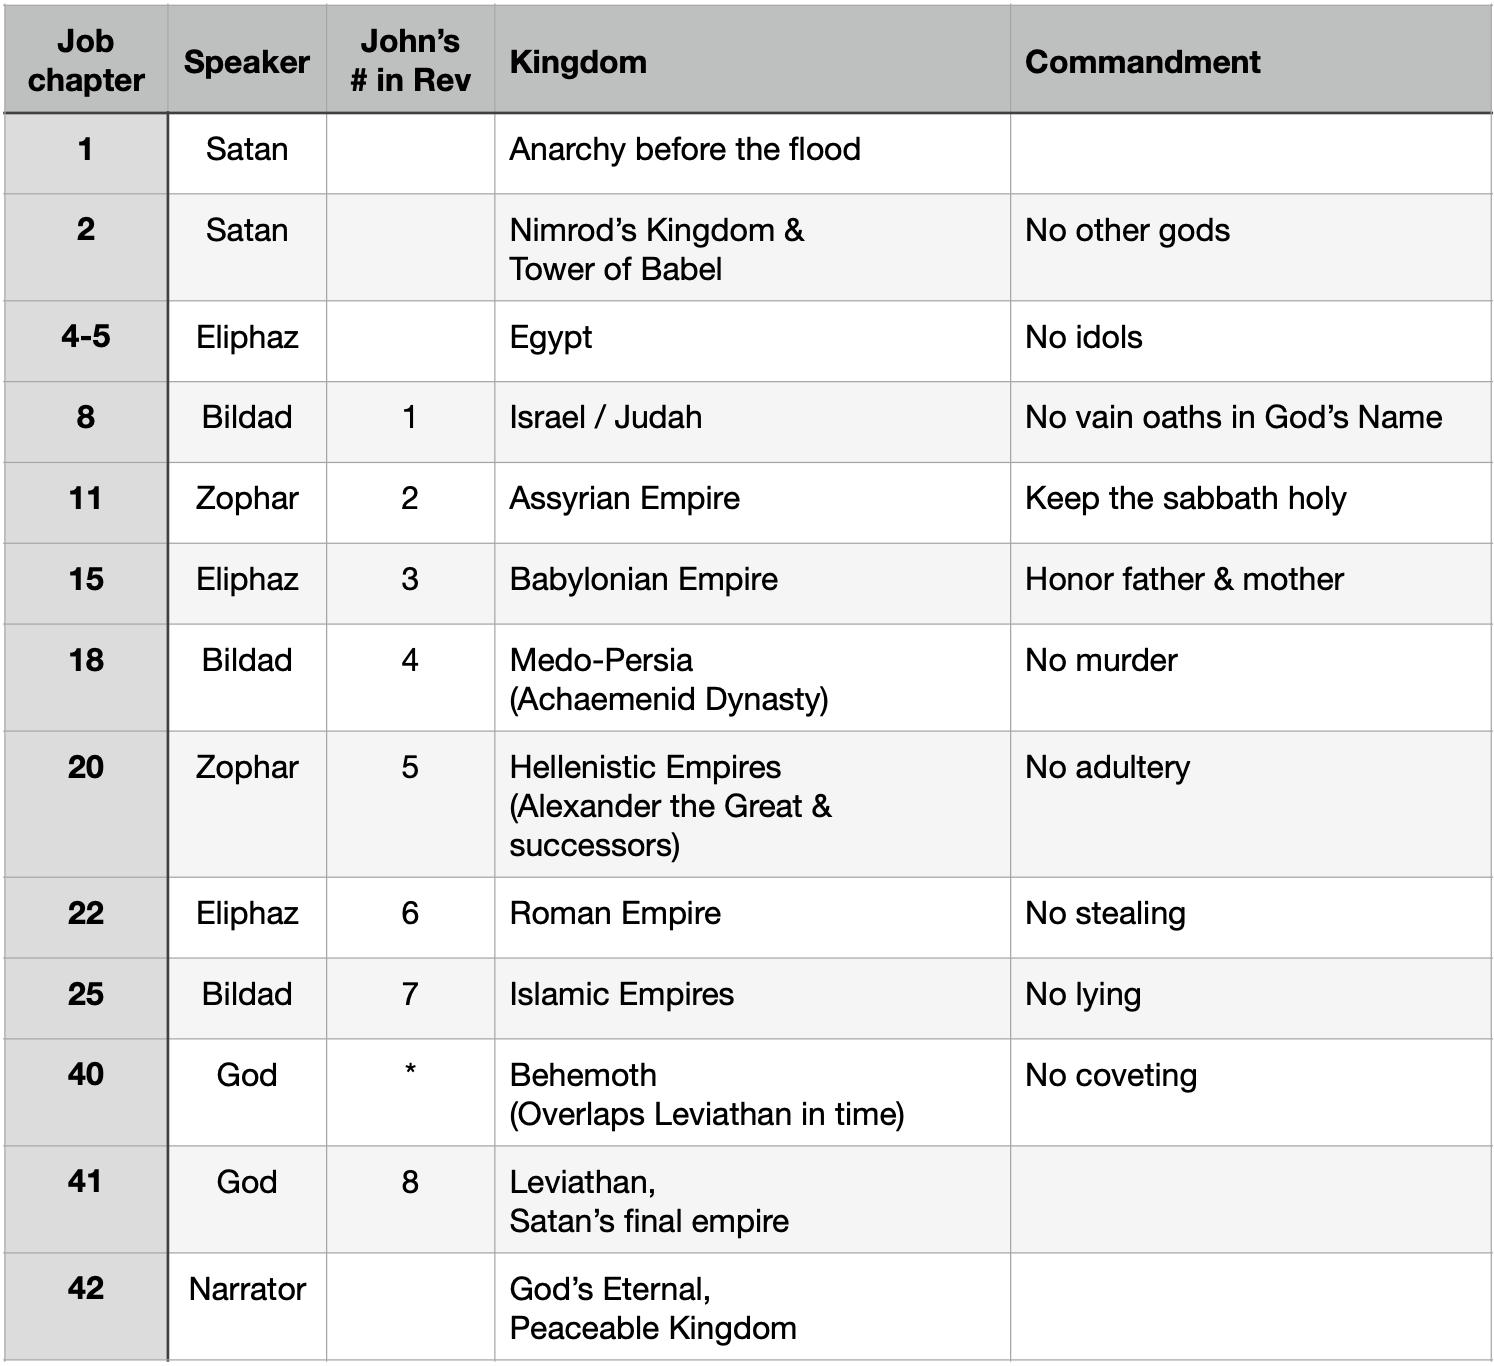 Job chapter Speaker John’s # in Rev Kingdom Commandment
1 Satan Anarchy before the flood
2 Satan Nimrod’s Kingdom & No other gods
Tower of Babel
4-5 Eliphaz Egypt No idols
8 Bildad 1 Israel / Judah No vain oaths in God’s Name
11 Zophar 2 Assyrian Empire Keep the sabbath holy
15 Eliphaz 3 Babylonian Empire Honor father & mother
18 Bildad 4 Medo-Persia No murder
(Achaemenid Dynasty)
20 Zophar 5 Hellenistic Empires No adultery
(Alexander the Great &
successors)
22 Eliphaz 6 Roman Empire No stealing
25 Bildad 7 Islamic Empires No lying
40 God * Behemoth No coveting
(Overlaps Leviathan in time)
41 God 8 Leviathan,
Satan’s final empire
42 Narrator God’s Eternal,
Peaceable Kingdom